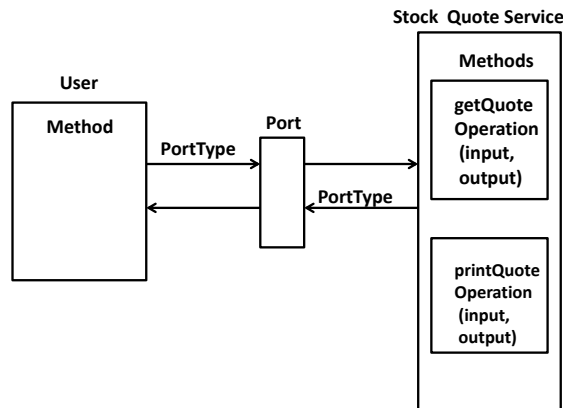 Stock Quote Service
User
Methods
Method
Port
PortType
PortType
getQuote
Operation
(input,
output)
printQuote
Operation
(input,
output)